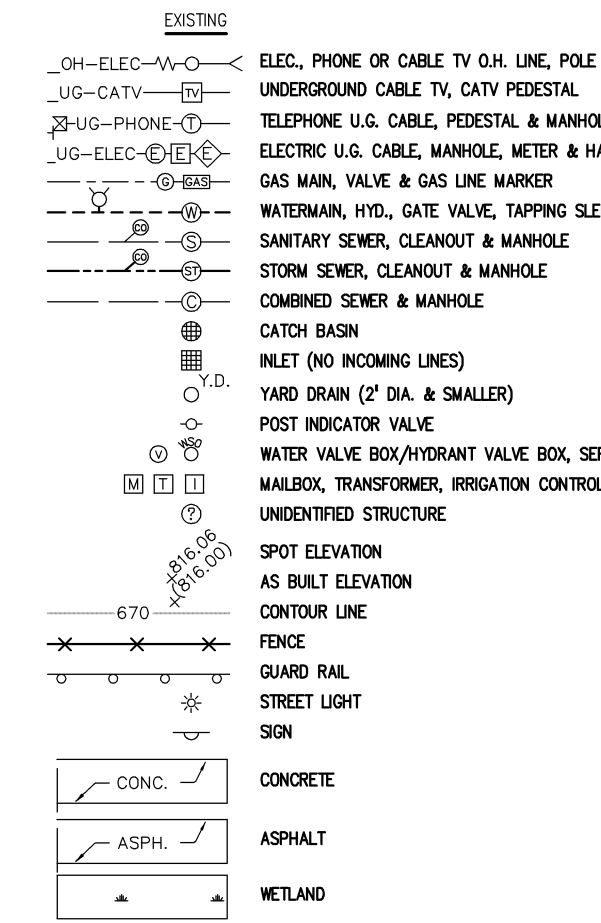 EXISTING
_OH-ELEC ELEC., PHONE OR CABLE TV O.H. LINE, POLE
_UG-CATV TV UNDERGROUND CABLE TV, CATV PEDESTAL
UG-PHONE T TELEPHONE U.G. CABLE, PEDESTAL & MANHOL
_UG-ELEC E E E ELECTRIC U.G. CABLE, MANHOLE, METER & HA
G GAS GAS MAIN, VALVE & GAS LINE MARKER
W WATERMAIN, HYD., GATE VALVE, TAPPING SLE
CO S SANITARY SEWER, CLEANOUT & MANHOLE
CO ST STORM SEWER, CLEANOUT & MANHOLE
C COMBINED SEWER & MANHOLE
CATCH BASIN
INLET (NO INCOMING LINES)
Y.D. YARD DRAIN (2' DIA. & SMALLER)
POST INDICATOR VALVE
V WSO WATER VALVE BOX/HYDRANT VALVE BOX, SER
M T I MAILBOX, TRANSFORMER, IRRIGATION CONTROL
? UNIDENTIFIED STRUCTURE
816.06 SPOT ELEVATION
(816.00) AS BUILT ELEVATION
670 CONTOUR LINE
FENCE
GUARD RAIL
STREET LIGHT
SIGN
CONC. CONCRETE
ASPH. ASPHALT
WETLAND